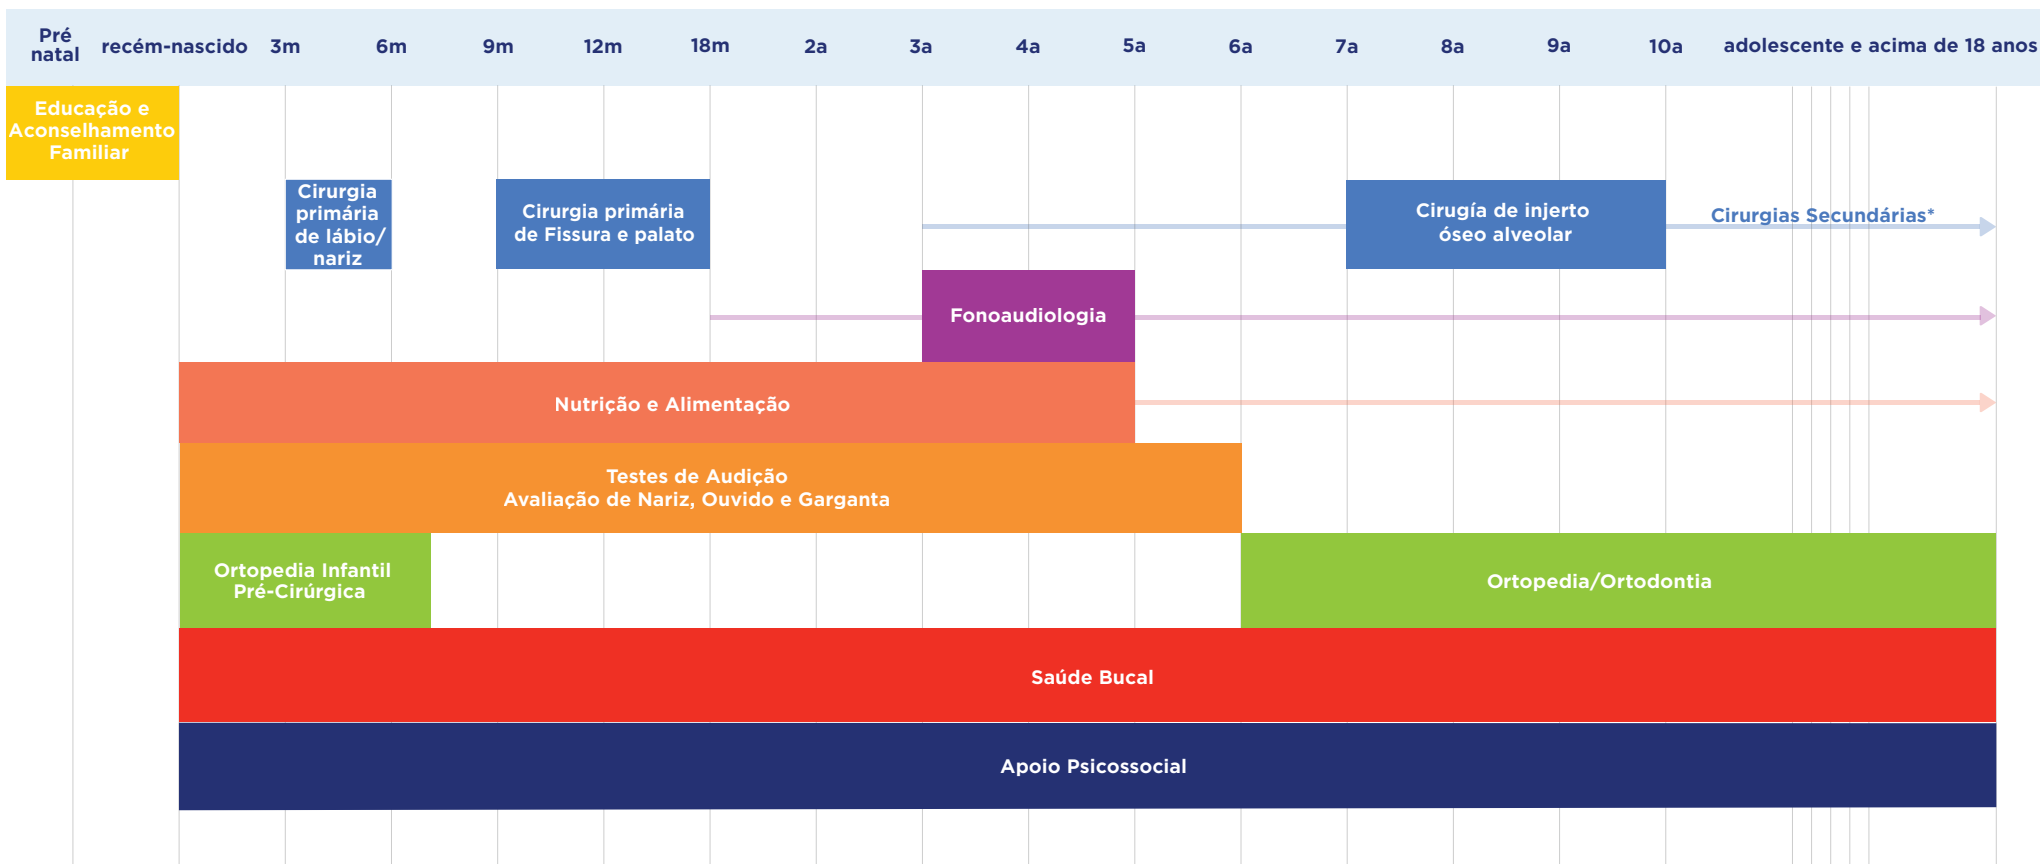 Pré
natal
recém-nascido 3m 6m 9m 12m 18m 2a 3a 4a 5a 6a 7a 8a 9a 10a adolescente e acima de 18 anos
Educação e
Aconselhamento
Familiar
Cirurgia
primária
de lábio/
nariz
Cirurgia primária
de Fissura e palato
Cirugía de injerto
óseo alveolar
Cirurgias Secundárias*
Fonoaudiologia
Nutrição e Alimentação
Testes de Audição
Avaliação de Nariz, Ouvido e Garganta
Ortopedia Infantil
Pré-Cirúrgica
Ortopedia/Ortodontia
Saúde Bucal
Apoio Psicossocial